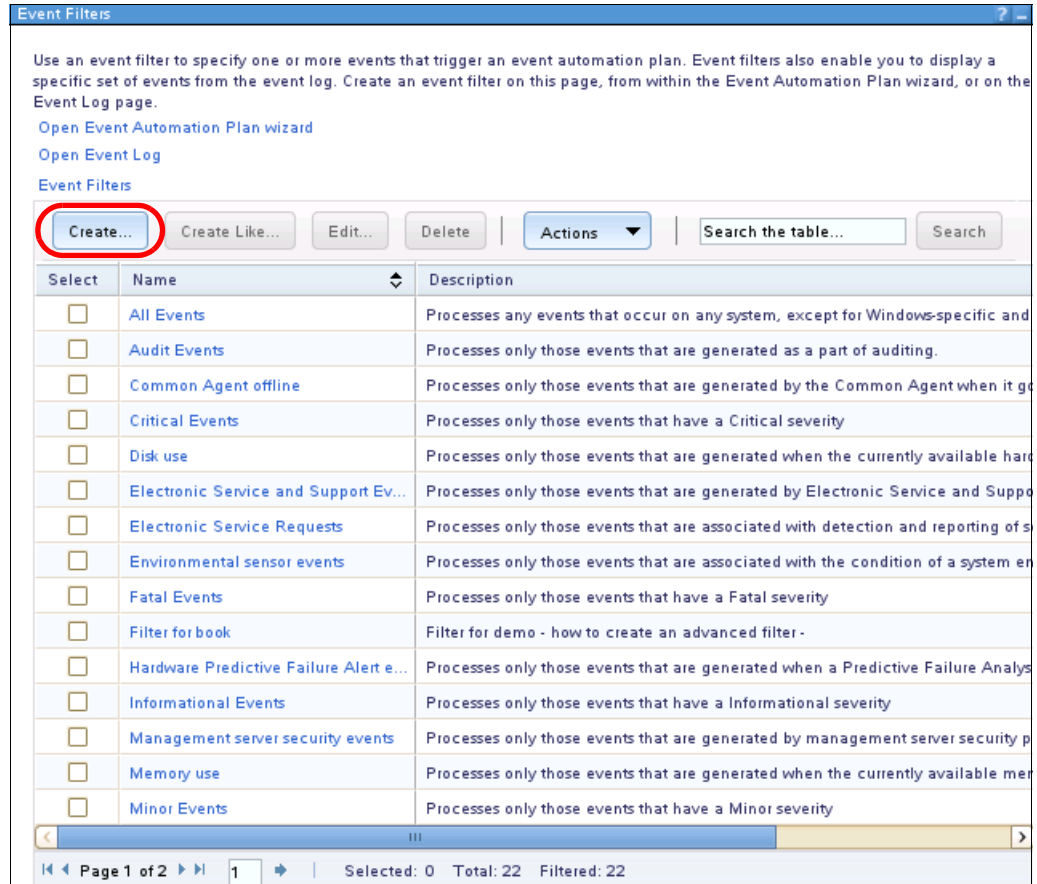 Event Filters ? –
Use an event filter to specify one or more events that trigger an event automation plan. Event filters also enable you to display a
specific set of events from the event log. Create an event filter on this page, from within the Event Automation Plan wizard, or on the
Event Log page.
Open Event Automation Plan wizard
Open Event Log
Event Filters
Create... Create Like... Edit... Delete Actions Search the table... Search
Select Name Description
All Events Processes any events that occur on any system, except for Windows-specific and
Audit Events Processes only those events that are generated as a part of auditing.
Common Agent offline Processes only those events that are generated by the Common Agent when it go
Critical Events Processes only those events that have a Critical severity
Disk use Processes only those events that are generated when the currently available hard
Electronic Service and Support Ev... Processes only those events that are generated by Electronic Service and Suppo
Electronic Service Requests Processes only those events that are associated with detection and reporting of s
Environmental sensor events Processes only those events that are associated with the condition of a system en
Fatal Events Processes only those events that have a Fatal severity
Filter for book Filter for demo - how to create an advanced filter -
Hardware Predictive Failure Alert e... Processes only those events that are generated when a Predictive Failure Analys
Informational Events Processes only those events that have a Informational severity
Management server security events Processes only those events that are generated by management server security p
Memory use Processes only those events that are generated when the currently available mer
Minor Events Processes only those events that have a Minor severity
Page 1 of 2 1 Selected: 0 Total: 22 Filtered: 22